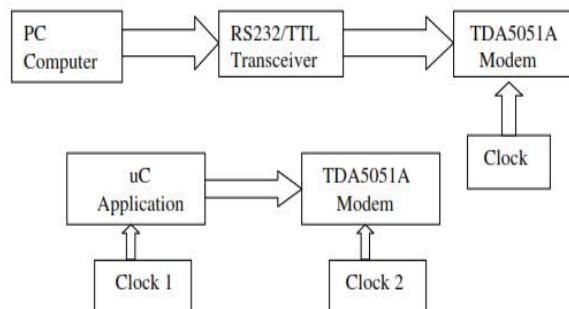 PC
Computer
RS232/TTL
Transceiver
TDA5051A
Modem
Clock
uC
Application
TDA5051A
Modem
Clock 1
Clock 2